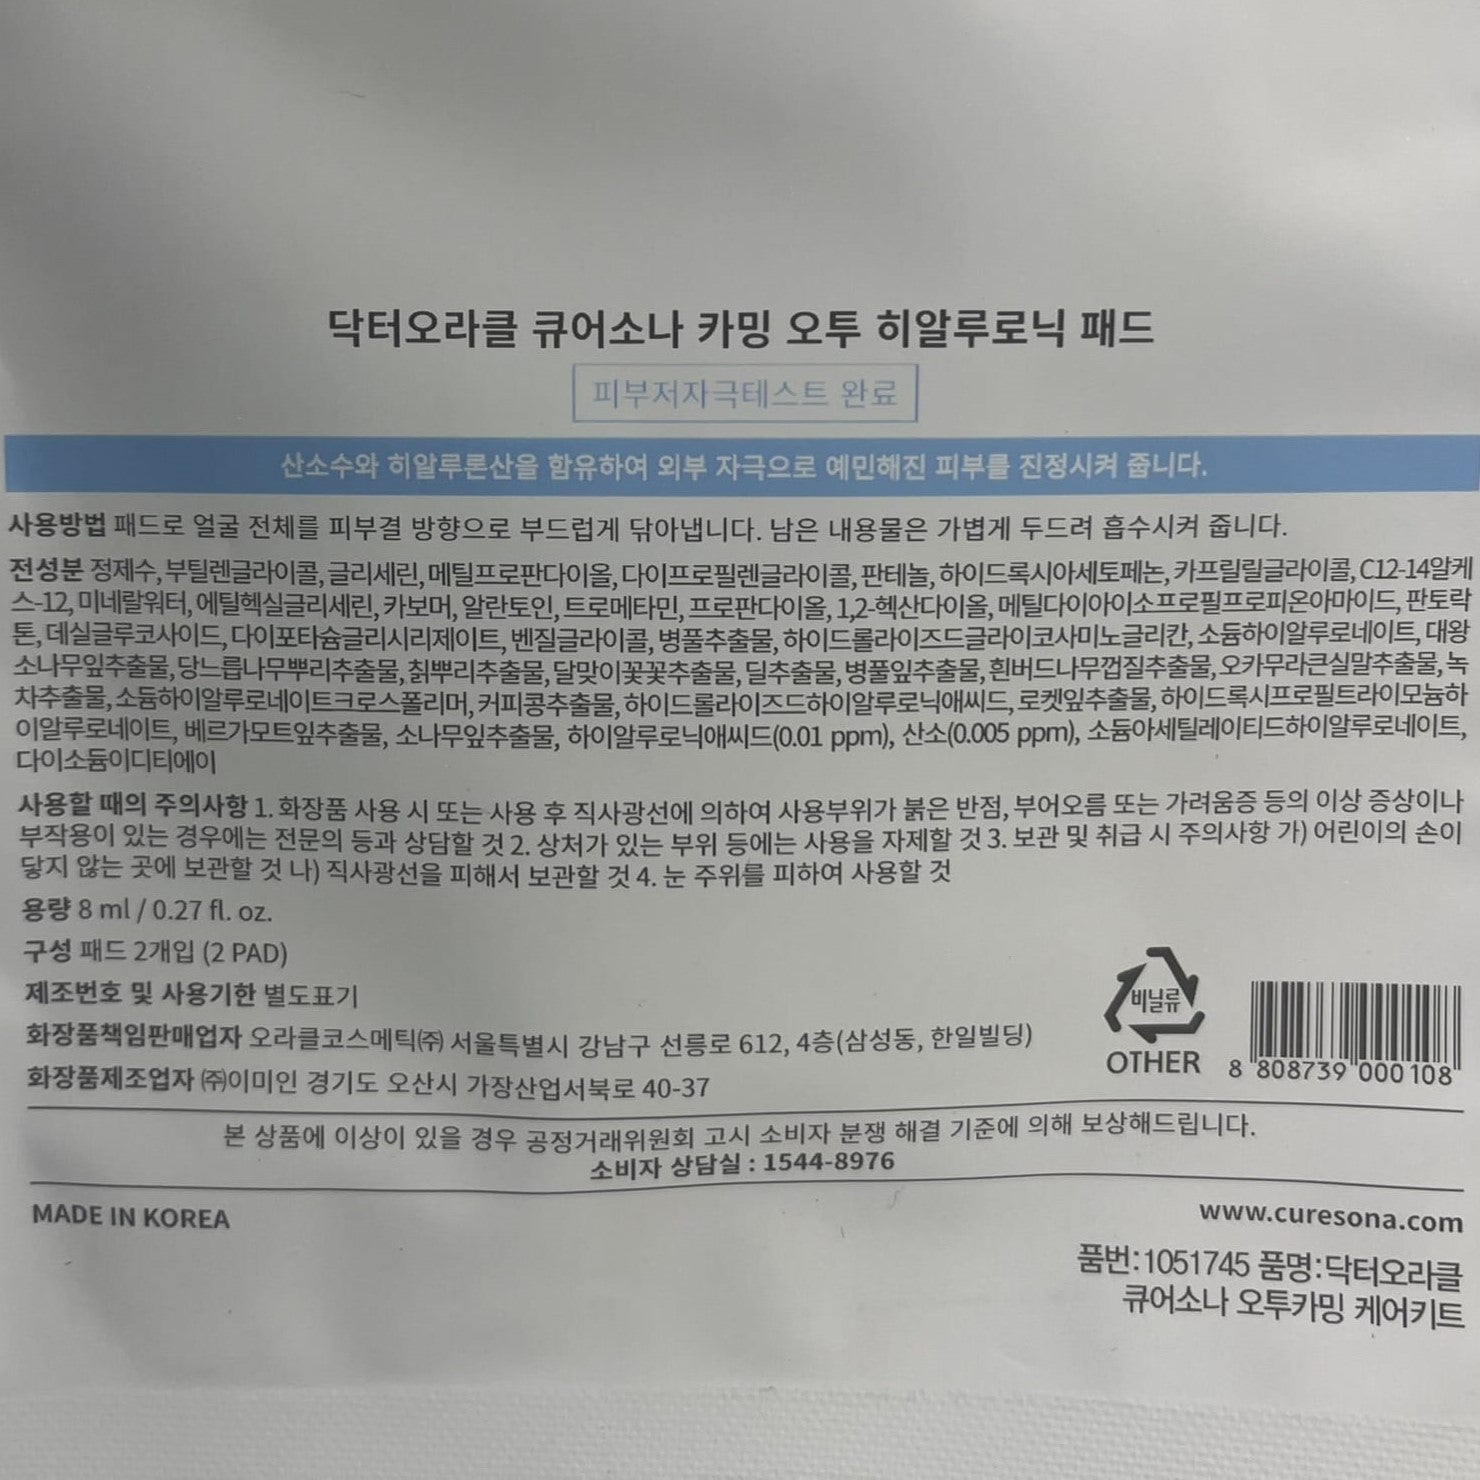 닥터오라클 큐어소나 카밍 오투 히알루로닉 패드
피부저자극테스트 완료
산소수와 히알루론산을 함유하여 외부 자극으로 예민해진 피부를 진정시켜 줍니다.
사용방법 패드로 얼굴 전체를 피부결 방향으로 부드럽게 닦아냅니다. 남은 내용물은 가볍게 두드려 흡수시켜 줍니다.
전성분 정제수, 부틸렌글라이콜, 글리세린, 메틸프로판다이올, 다이프로필렌글라이콜, 판테놀, 하이드록시아세토페논, 카프릴릴글라이콜, C12-14알케
스-12, 미네랄워터, 에틸헥실글리세린, 카보머, 알란토인, 트로메타민, 프로판다이올, 1,2-헥산다이올, 메틸다이아이소프로필프로피온아마이드, 판토락
톤, 데실글루코사이드, 다이포타슘글리시리제이트, 벤질글라이콜, 병풀추출물, 하이드롤라이즈드글라이코사미노글리칸, 소듐하이알루로네이트, 대왕
소나무잎추출물, 당느릅나무뿌리추출물, 칡뿌리추출물, 달맞이꽃꽃추출물, 딜추출물, 병풀잎추출물, 흰버드나무껍질추출물, 오카무라큰실말추출물, 녹
차추출물, 소듐하이알루로네이트크로스폴리머, 커피콩추출물, 하이드롤라이즈드하이알루로닉애씨드, 로켓잎추출물, 하이드록시프로필트라이모늄하
이알루로네이트, 베르가모트잎추출물, 소나무잎추출물, 하이알루로닉애씨드(0.01 ppm), 산소(0.005 ppm), 소듐아세틸레이티드하이알루로네이트,
다이소듐이디티에이
사용할 때의 주의사항 1. 화장품 사용 시 또는 사용 후 직사광선에 의하여 사용부위가 붉은 반점, 부어오름 또는 가려움증 등의 이상 증상이나
부작용이 있는 경우에는 전문의 등과 상담할 것 2. 상처가 있는 부위 등에는 사용을 자제할 것 3. 보관 및 취급 시 주의사항 가) 어린이의 손이
닿지 않는 곳에 보관할 것 나) 직사광선을 피해서 보관할 것 4. 눈 주위를 피하여 사용할 것
용량 8 ml / 0.27 fl. oz.
구성 패드 2개입 (2 PAD)
제조번호 및 사용기한 별도표기
화장품책임판매업자 오라클코스메틱㈜ 서울특별시 강남구 선릉로 612, 4층(삼성동, 한일빌딩)
화장품제조업자 ㈜이미인 경기도 오산시 가장산업서북로 40-37
비닐류
OTHER
8 808739 000108
본 상품에 이상이 있을 경우 공정거래위원회 고시 소비자 분쟁 해결 기준에 의해 보상해드립니다.
소비자 상담실 : 1544-8976
MADE IN KOREA
www.curesona.com
품번:1051745 품명:닥터오라클
큐어소나 오투카밍 케어키트